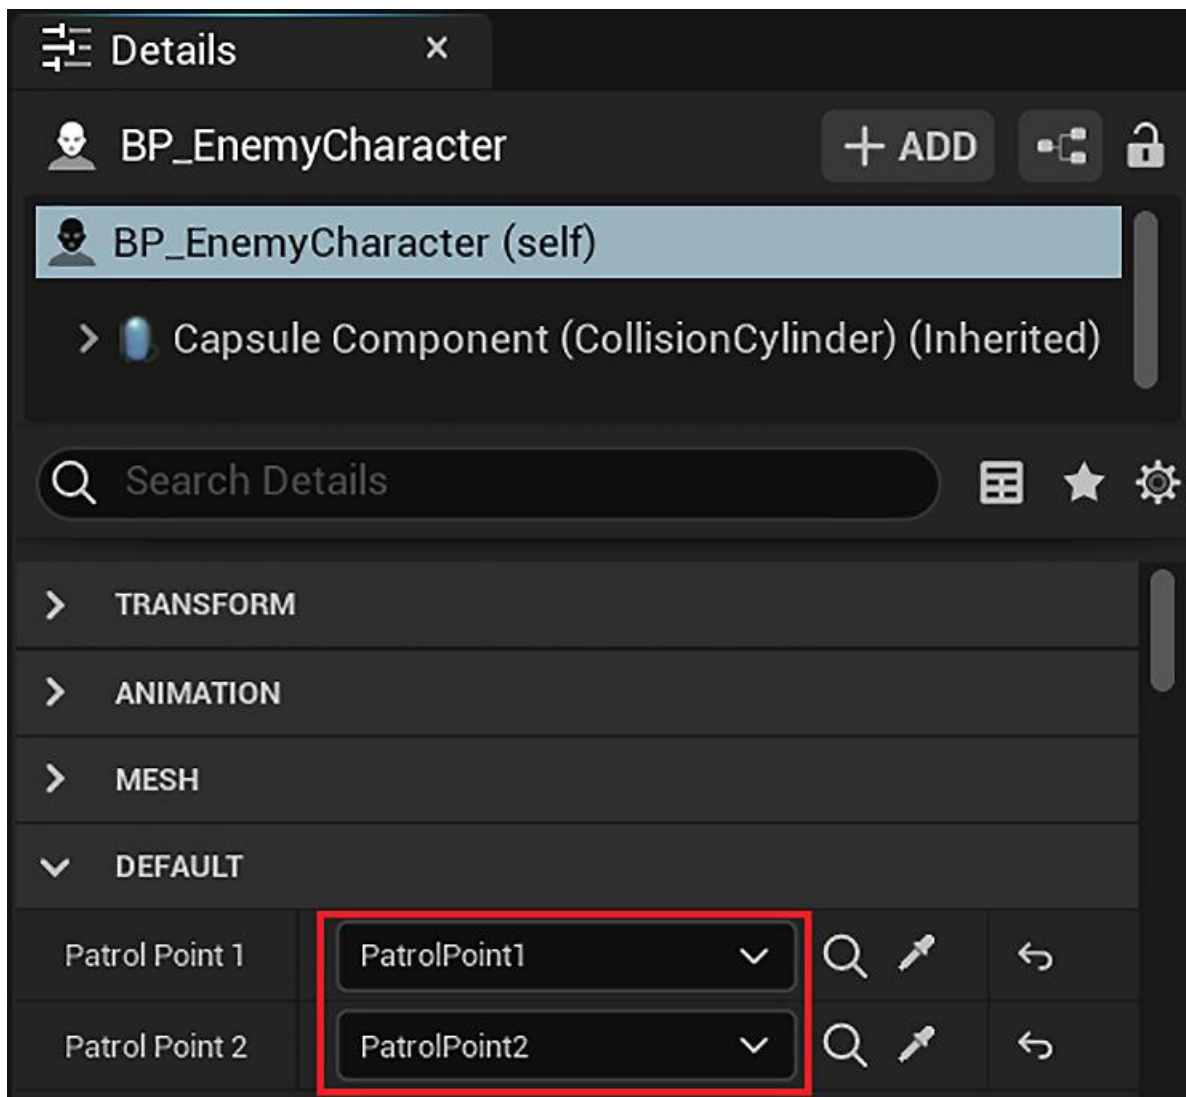 Details
BP_EnemyCharacter
ADD
BP_EnemyCharacter (self)
Capsule Component (CollisionCylinder) (Inherited)
Search Details
TRANSFORM
ANIMATION
MESH
DEFAULT
Patrol Point 1 PatrolPoint1
Patrol Point 2 PatrolPoint2